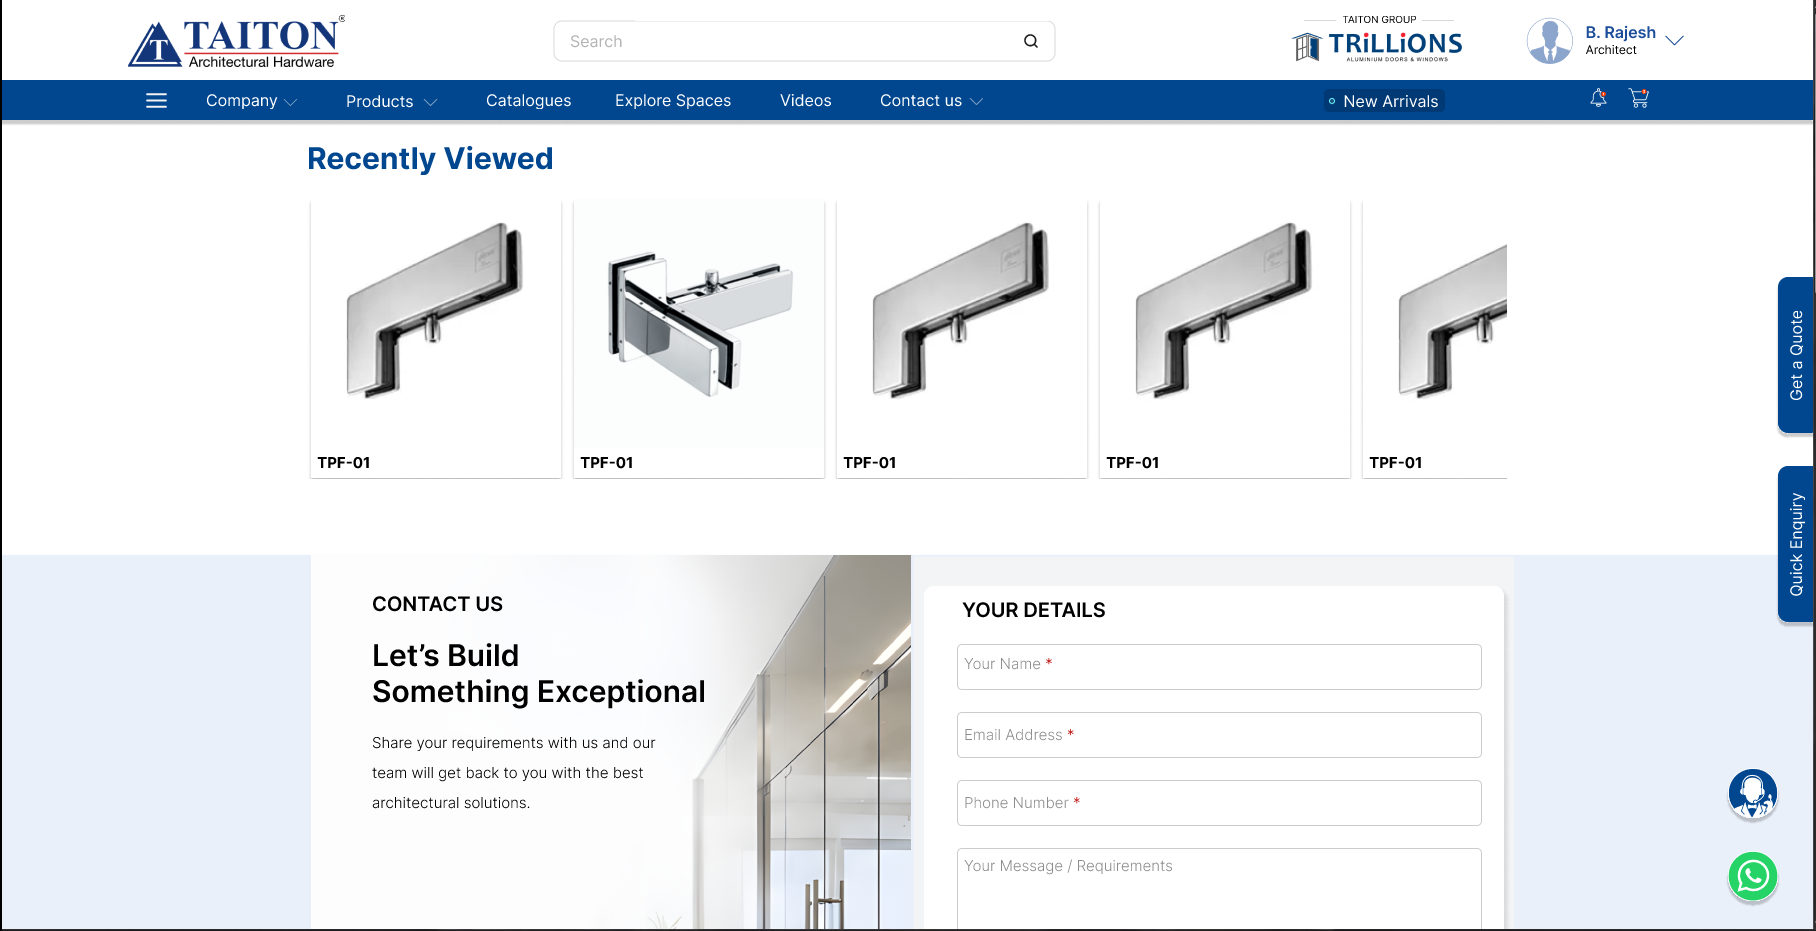 TAITON®
Architectural Hardware
Search
TAITON GROUP
TRiLLiONS
ALUMINIUM DOORS & WINDOWS
B. Rajesh
Architect
Company
Products
Catalogues
Explore Spaces
Videos
Contact us
New Arrivals
Recently Viewed
TPF-01
TPF-01
TPF-01
TPF-01
TPF-01
Get a Quote
Quick Enquiry
CONTACT US
Let’s Build
Something Exceptional
Share your requirements with us and our
team will get back to you with the best
architectural solutions.
YOUR DETAILS
Your Name *
Email Address *
Phone Number *
Your Message / Requirements